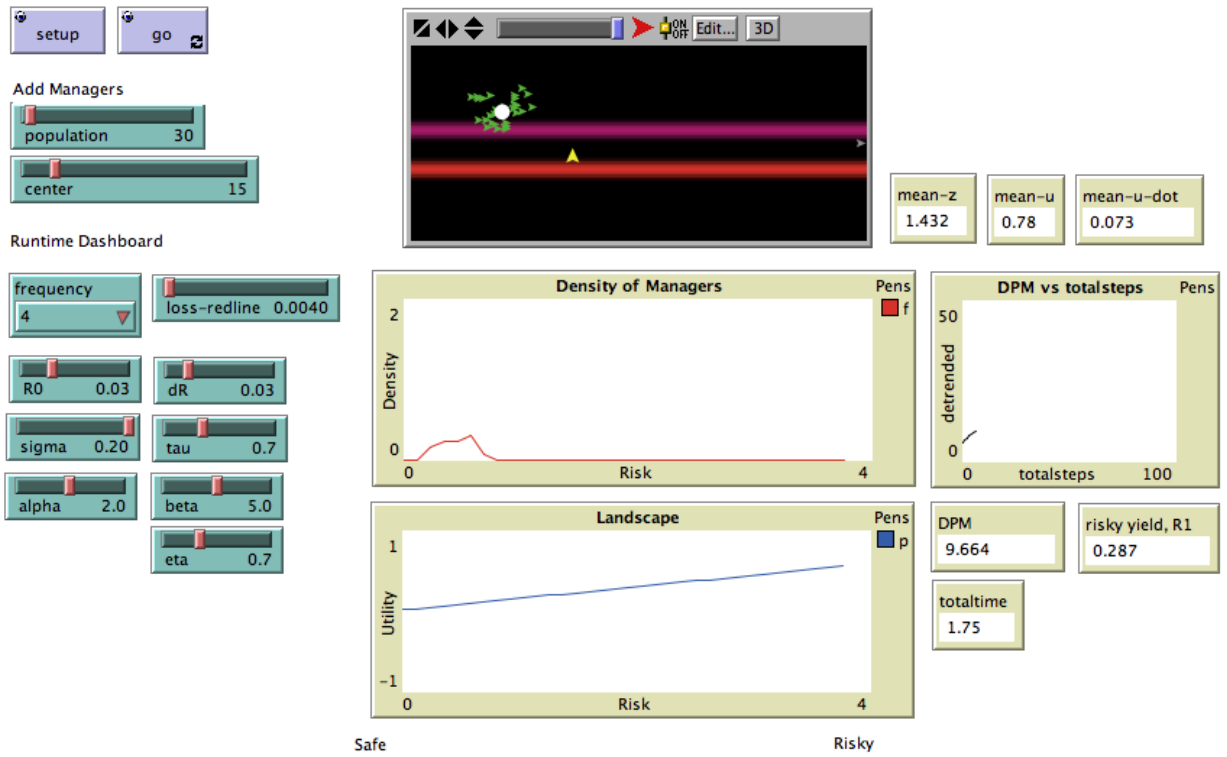 setup
go
ON
OFF
Edit...
3D
Add Managers
population 30
center 15
mean-z
1.432
mean-u
0.78
mean-u-dot
0.073
Runtime Dashboard
frequency
4
loss-redline 0.0040
R0 0.03
dR 0.03
sigma 0.20
tau 0.7
alpha 2.0
beta 5.0
eta 0.7
Density of Managers
Pens
f
2
Density
0
0
Risk
4
DPM vs totalsteps
Pens
50
detrended
0
0
totalsteps
100
Landscape
Pens
p
1
Utility
-1
0
Risk
4
DPM
9.664
risky yield, R1
0.287
totaltime
1.75
Safe
Risky